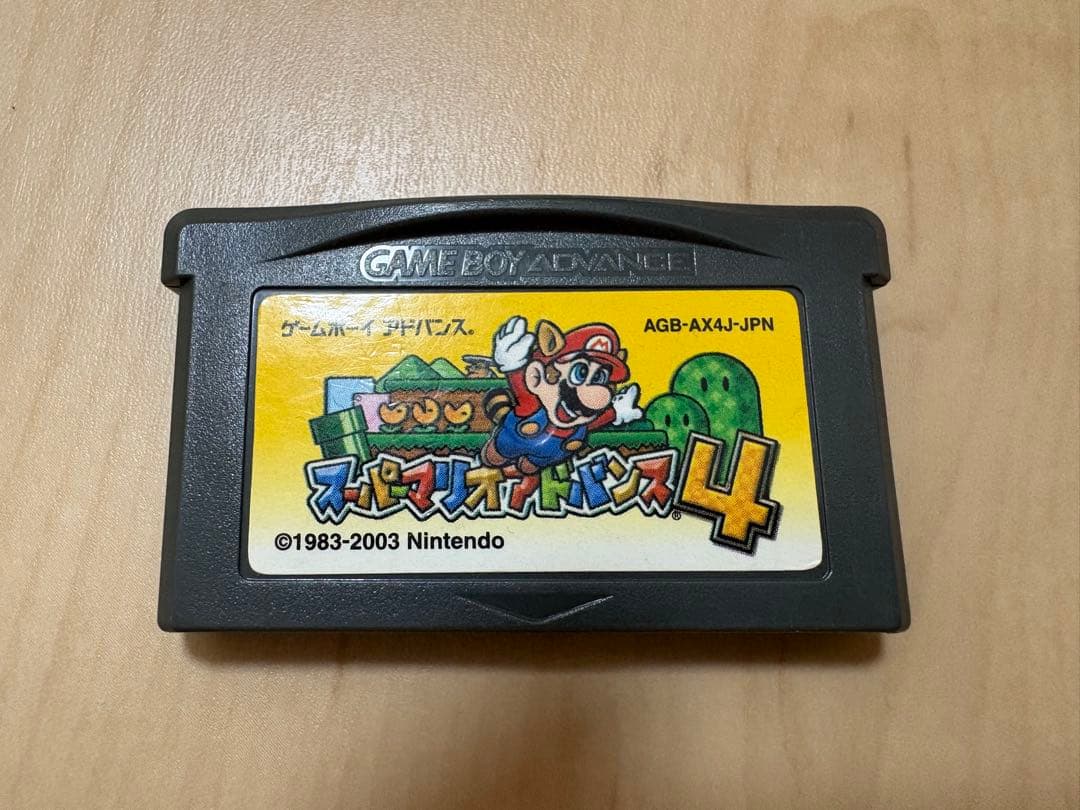 GAME BOY ADVANCE
ゲームボーイ アドバンス®
AGB-AX4J-JPN
スーパーマリオアドバンス®4
©1983-2003 Nintendo